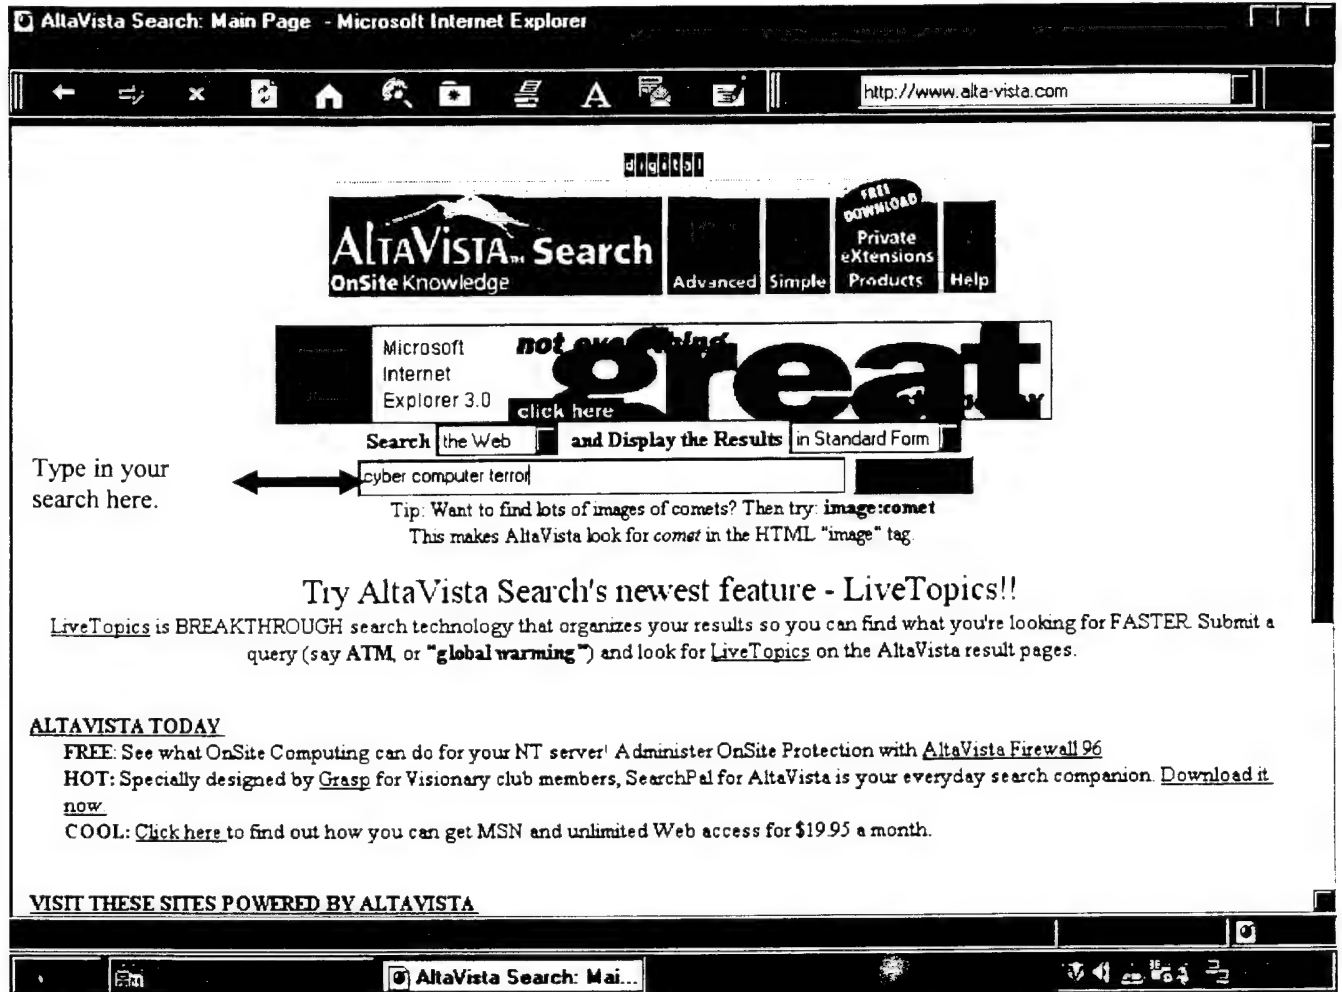 AltaVista Search: Main Page - Microsoft Internet Explorer
http://www.alta-vista.com
digital
ALTAVISTA™ Search
OnSite Knowledge
Advanced
Simple
FREE DOWNLOAD
Private eXtensions Products
Help
Microsoft
Internet
Explorer 3.0
not everything
great
click here
Search the Web and Display the Results in Standard Form
Type in your
search here.
cyber computer terror
Tip: Want to find lots of images of comets? Then try: image:comet
This makes AltaVista look for comet in the HTML "image" tag.
Try AltaVista Search's newest feature - LiveTopics!!
LiveTopics is BREAKTHROUGH search technology that organizes your results so you can find what you're looking for FASTER. Submit a
query (say ATM, or "global warming") and look for LiveTopics on the AltaVista result pages.
ALTAVISTA TODAY
FREE: See what OnSite Computing can do for your NT server! Administer OnSite Protection with AltaVista Firewall 96
HOT: Specially designed by Grasp for Visionary club members, SearchPal for AltaVista is your everyday search companion. Download it
now.
COOL: Click here to find out how you can get MSN and unlimited Web access for $19.95 a month.
VISIT THESE SITES POWERED BY ALTAVISTA
AltaVista Search: Mai...